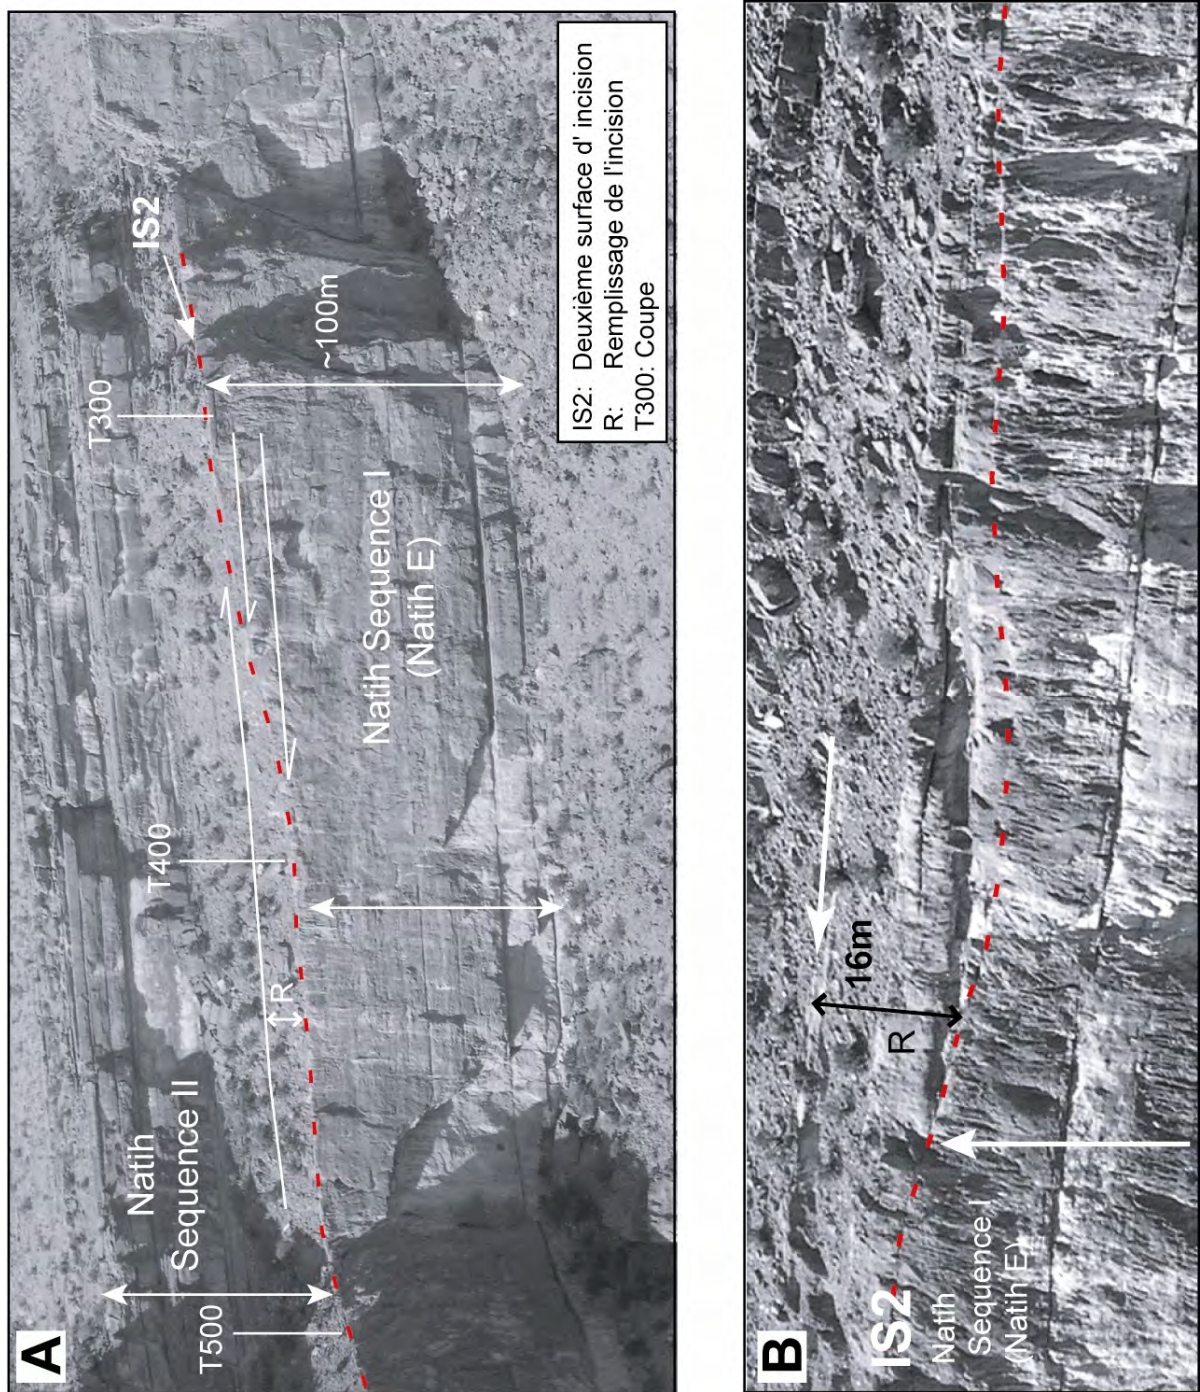 A
Natih
Sequence II
T500
T400
T300
IS2
R
~100m
Natih Sequence I
(Natih E)
IS2: Deuxième surface d' incision
R: Remplissage de l'incision
T300: Coupe
B
IS2
Natih
Sequence I
(Natih E)
R
16m